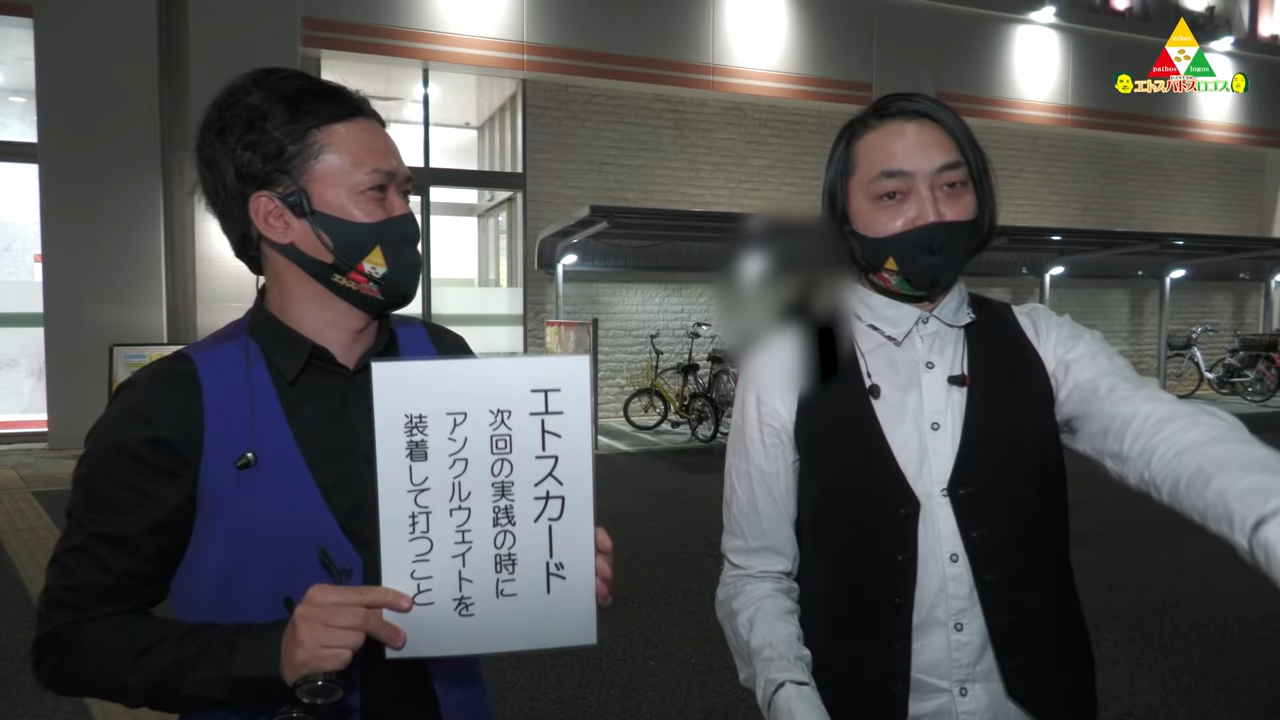 エトスカード
次回の実践の時に
アンクルウェイトを
装着して打つこと
ethos
pathos
logos
エトスパトスロゴス